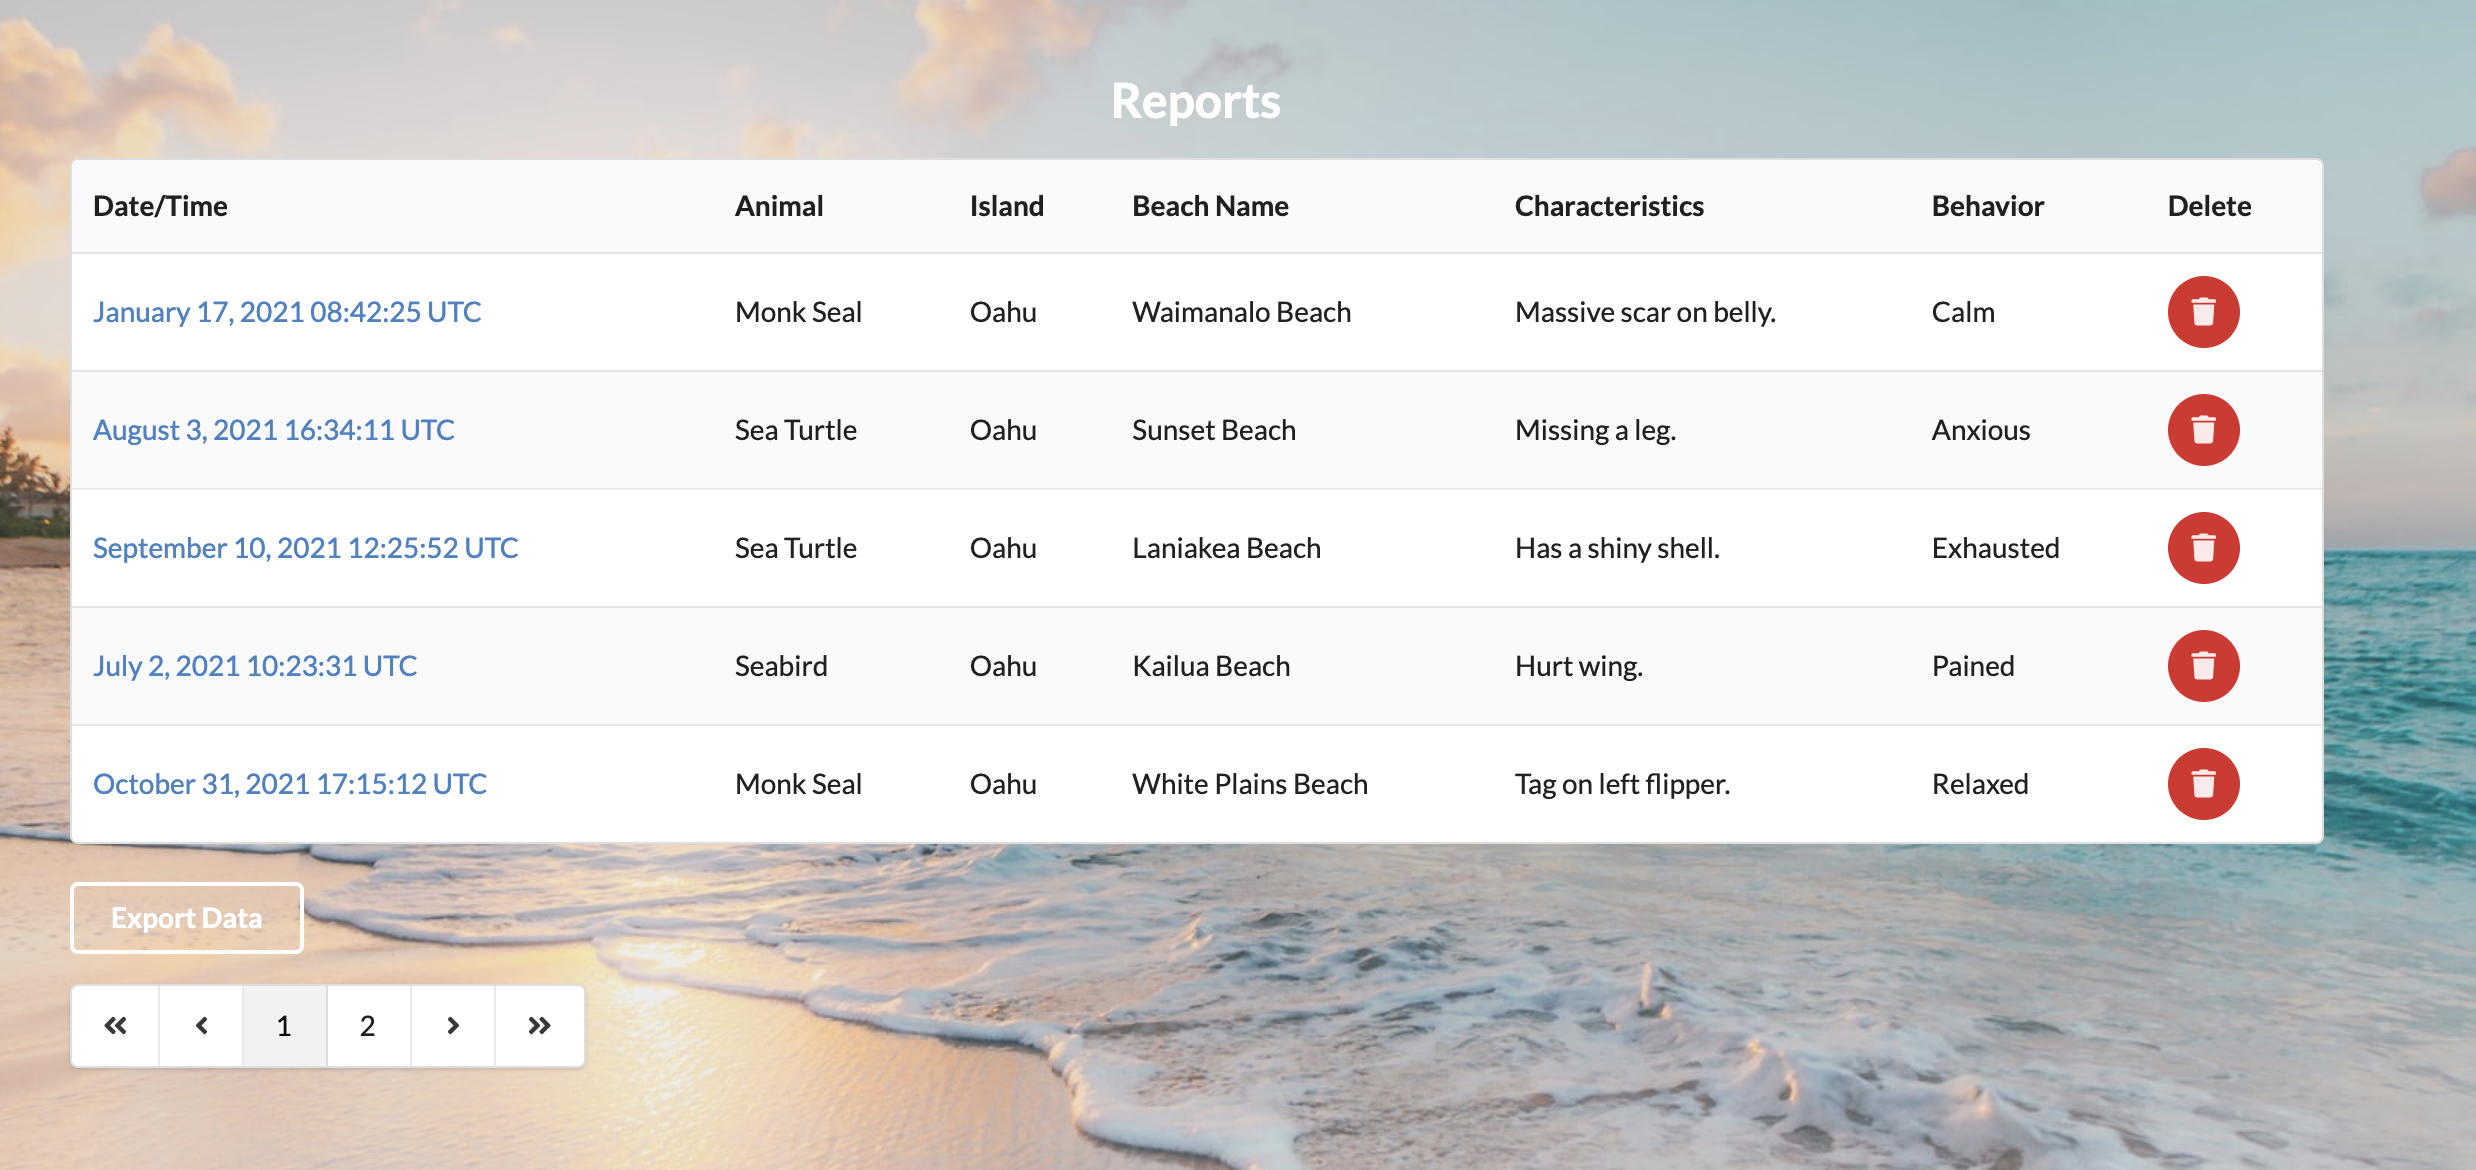 Reports
Date/Time Animal Island Beach Name Characteristics Behavior Delete
January 17, 2021 08:42:25 UTC Monk Seal Oahu Waimanalo Beach Massive scar on belly. Calm
August 3, 2021 16:34:11 UTC Sea Turtle Oahu Sunset Beach Missing a leg. Anxious
September 10, 2021 12:25:52 UTC Sea Turtle Oahu Laniakea Beach Has a shiny shell. Exhausted
July 2, 2021 10:23:31 UTC Seabird Oahu Kailua Beach Hurt wing. Pained
October 31, 2021 17:15:12 UTC Monk Seal Oahu White Plains Beach Tag on left flipper. Relaxed
Export Data
« ‹ 1 2 › »